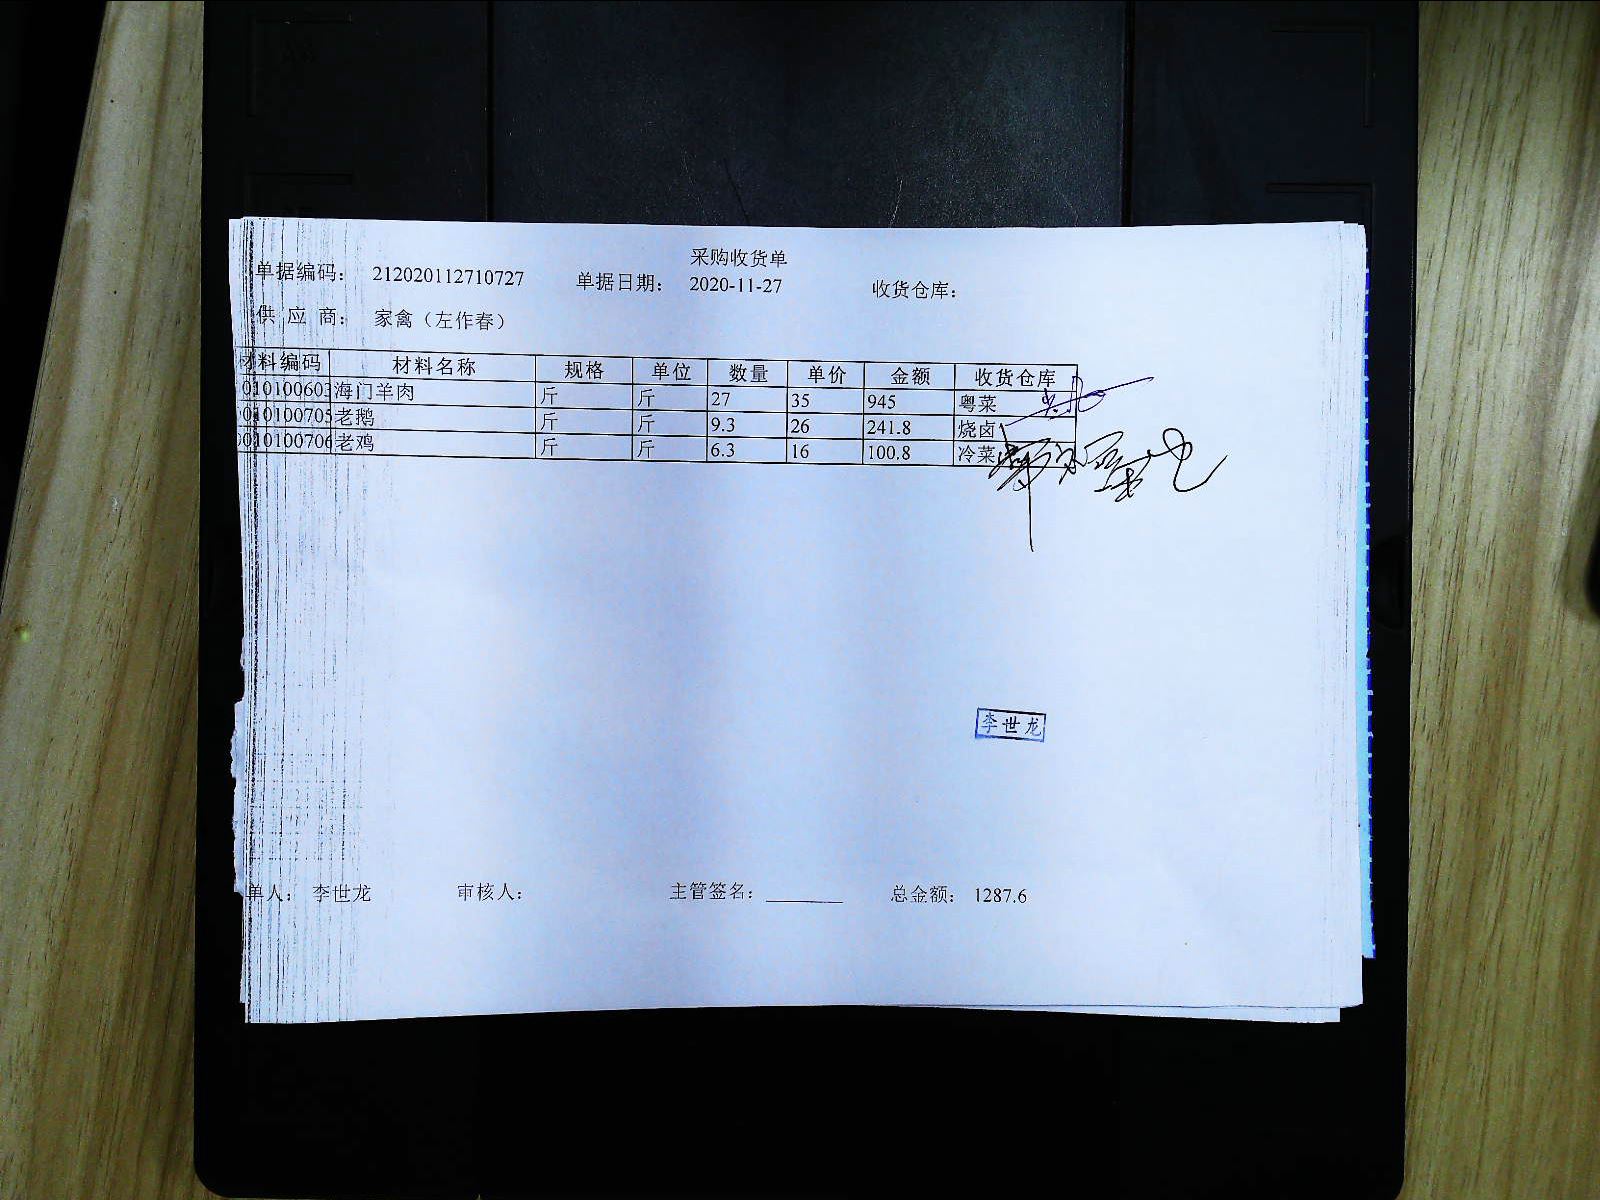 采购收货单
单据编码： 212020112710727 单据日期： 2020-11-27 收货仓库：
供应商： 家禽（左作春）
材料编码 材料名称 规格 单位 数量 单价 金额 收货仓库
010100603 海门羊肉 斤 斤 27 35 945 粤菜
010100705 老鹅 斤 斤 9.3 26 241.8 烧卤
0010100706 老鸡 斤 斤 6.3 16 100.8 冷菜
李世龙
单人： 李世龙 审核人： 主管签名： 总金额： 1287.6